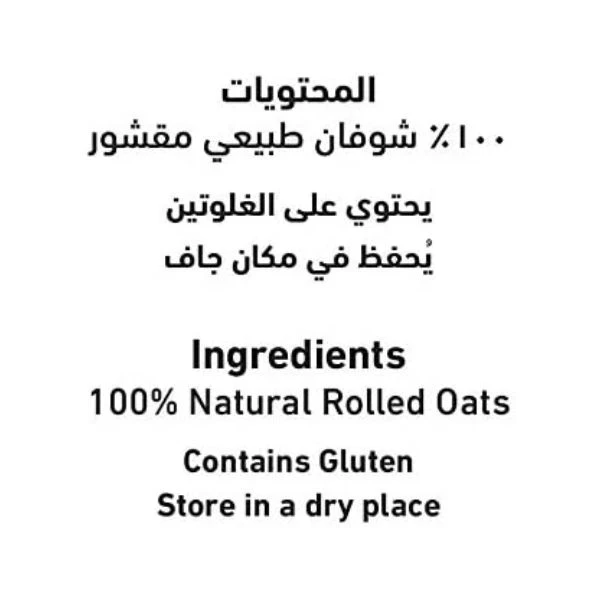 المحتويات
١٠٠٪ شوفان طبيعي مقشور
يحتوي على الغلوتين
يُحفظ في مكان جاف
Ingredients
100% Natural Rolled Oats
Contains Gluten
Store in a dry place